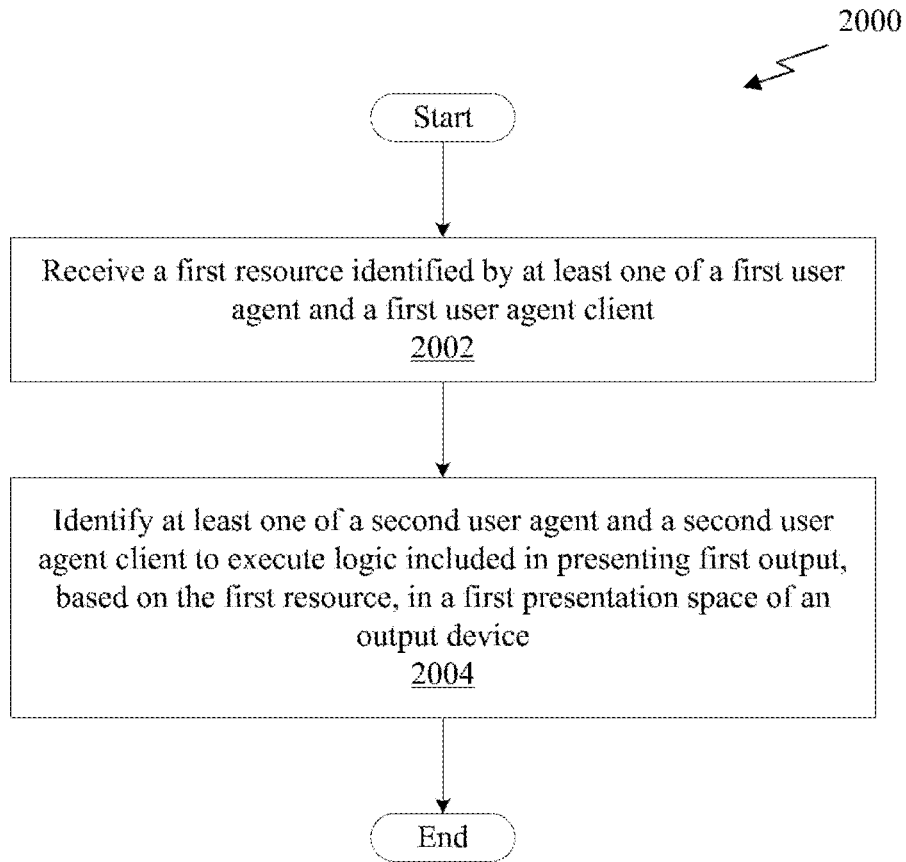 2000
Start
Receive a first resource identified by at least one of a first user
agent and a first user agent client
2002
Identify at least one of a second user agent and a second user
agent client to execute logic included in presenting first output,
based on the first resource, in a first presentation space of an
output device
2004
End